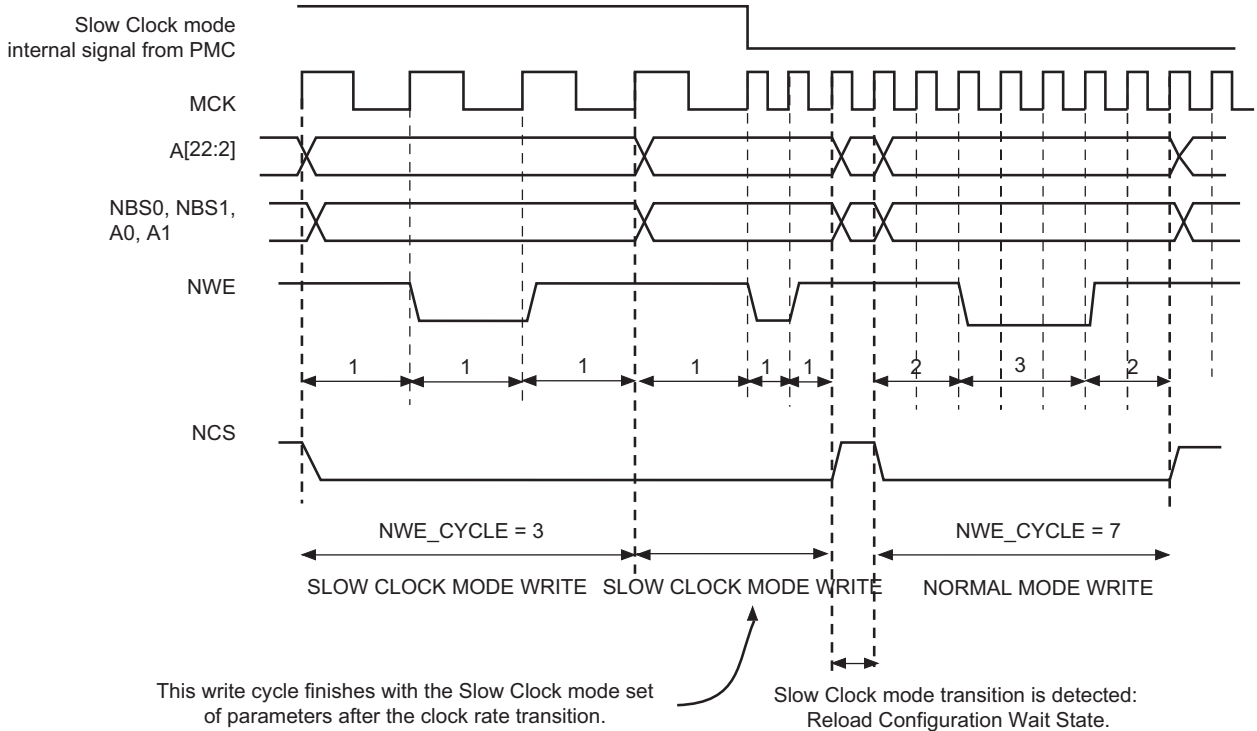 Slow Clock mode
internal signal from PMC
MCK
A[22:2]
NBS0, NBS1,
A0, A1
NWE
1 1 1 1 1 1 2 3 2
NCS
NWE_CYCLE = 3 NWE_CYCLE = 7
SLOW CLOCK MODE WRITE SLOW CLOCK MODE WRITE NORMAL MODE WRITE
This write cycle finishes with the Slow Clock mode set
of parameters after the clock rate transition.
Slow Clock mode transition is detected:
Reload Configuration Wait State.